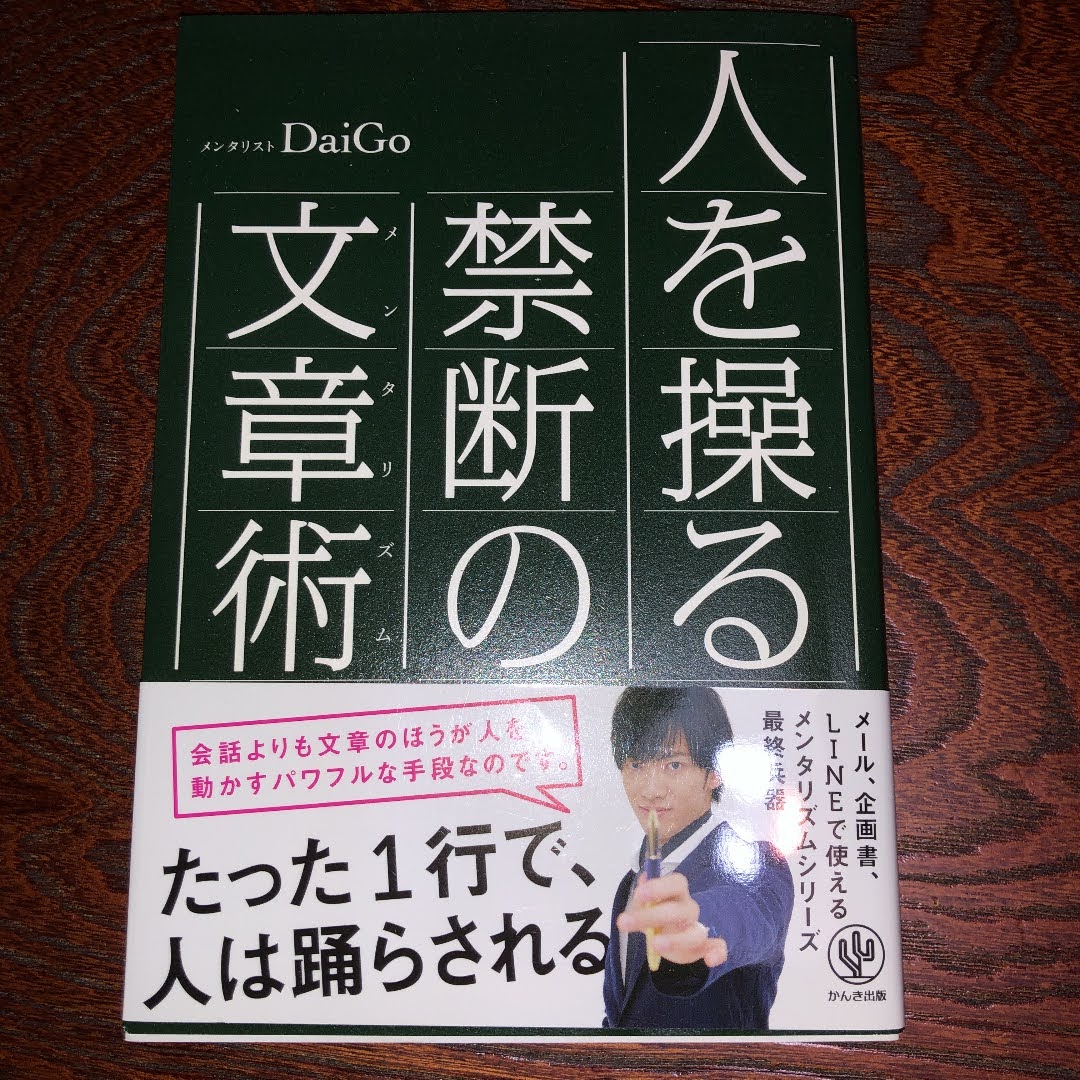 メンタリスト DaiGo
人を操る
禁断の
文章術
メンタリズム
会話よりも文章のほうが人を
動かすパワフルな手段なのです。
たった1行で、
人は踊らされる
メール、企画書、
LINEで使える
メンタリズムシリーズ
最終兵器
かんき出版